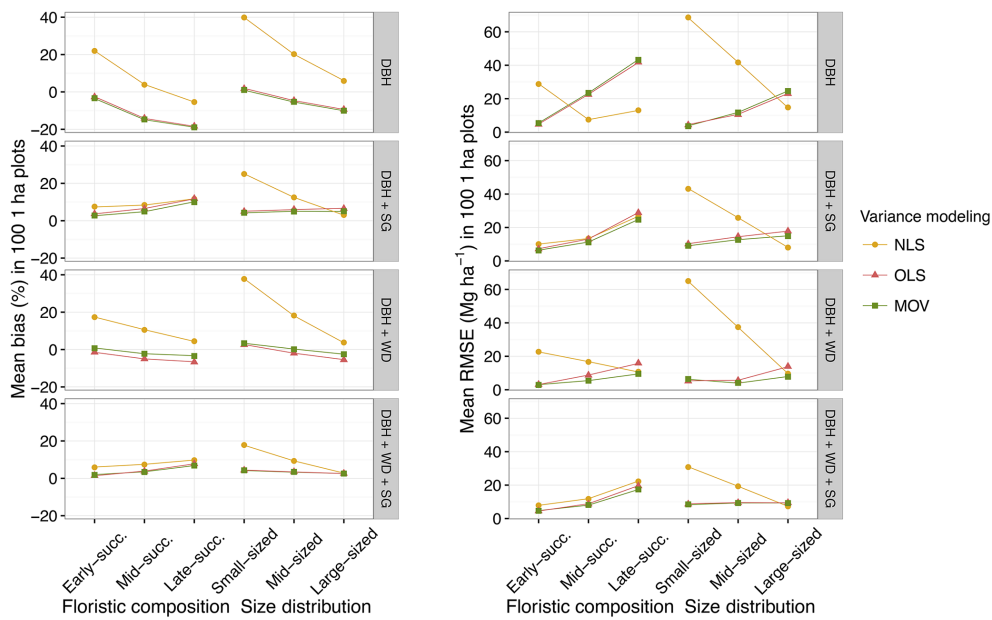 Mean bias (%) in 100 1 ha plots
40
20
0
−20
DBH
40
20
0
−20
DBH + SG
40
20
0
−20
DBH + WD
40
20
0
−20
DBH + WD + SG
Early−succ.
Mid−succ.
Late−succ.
Small−sized
Mid−sized
Large−sized
Floristic composition Size distribution
Mean RMSE (Mg ha−1) in 100 1 ha plots
60
40
20
0
DBH
60
40
20
0
DBH + SG
60
40
20
0
DBH + WD
60
40
20
0
DBH + WD + SG
Early−succ.
Mid−succ.
Late−succ.
Small−sized
Mid−sized
Large−sized
Floristic composition Size distribution
Variance modeling
NLS
OLS
MOV